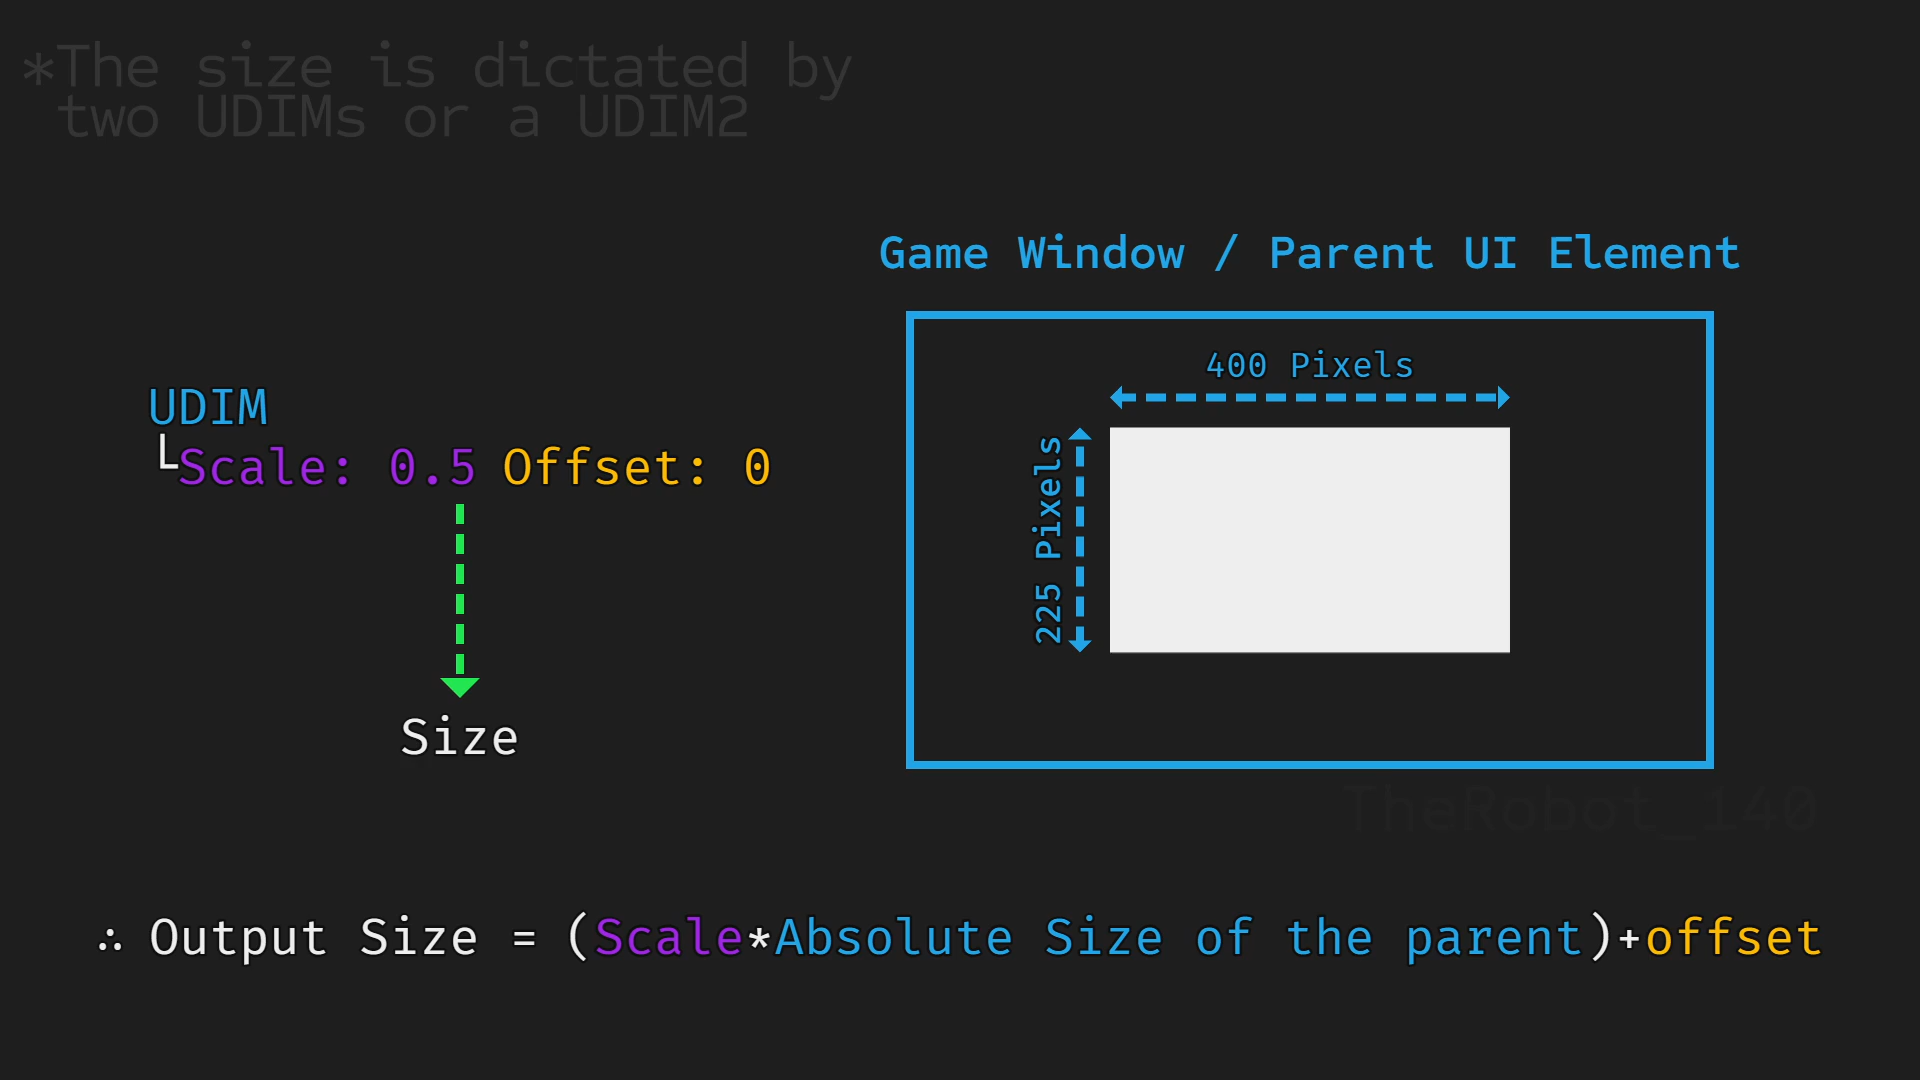 *The size is dictated by
two UDIMs or a UDIM2
Game Window / Parent UI Element
400 Pixels
225 Pixels
UDIM
└Scale: 0.5 Offset: 0
Size
TheRobot_140
∴ Output Size = (Scale*Absolute Size of the parent)+offset